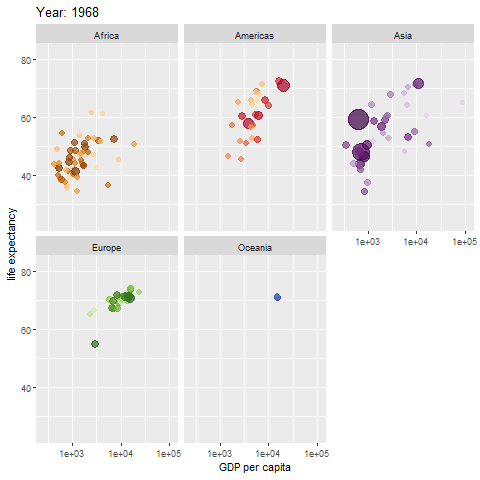 Year: 1968
Africa
Americas
Asia
80
60
40
1e+03
1e+04
1e+05
Europe
Oceania
80
60
40
1e+03
1e+04
1e+05
1e+03
1e+04
1e+05
life expectancy
GDP per capita